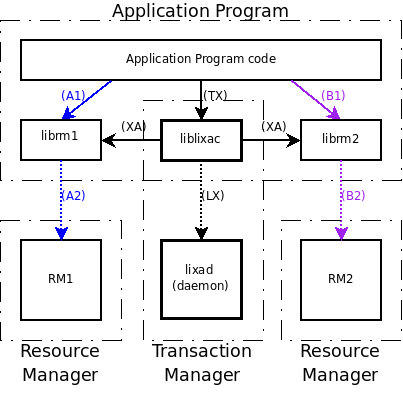 Application Program
Application Program code
(A1)
(TX)
(B1)
librm1
(XA)
liblixac
(XA)
librm2
(A2)
(LX)
(B2)
RM1
lixad
(daemon)
RM2
Resource
Manager
Transaction
Manager
Resource
Manager